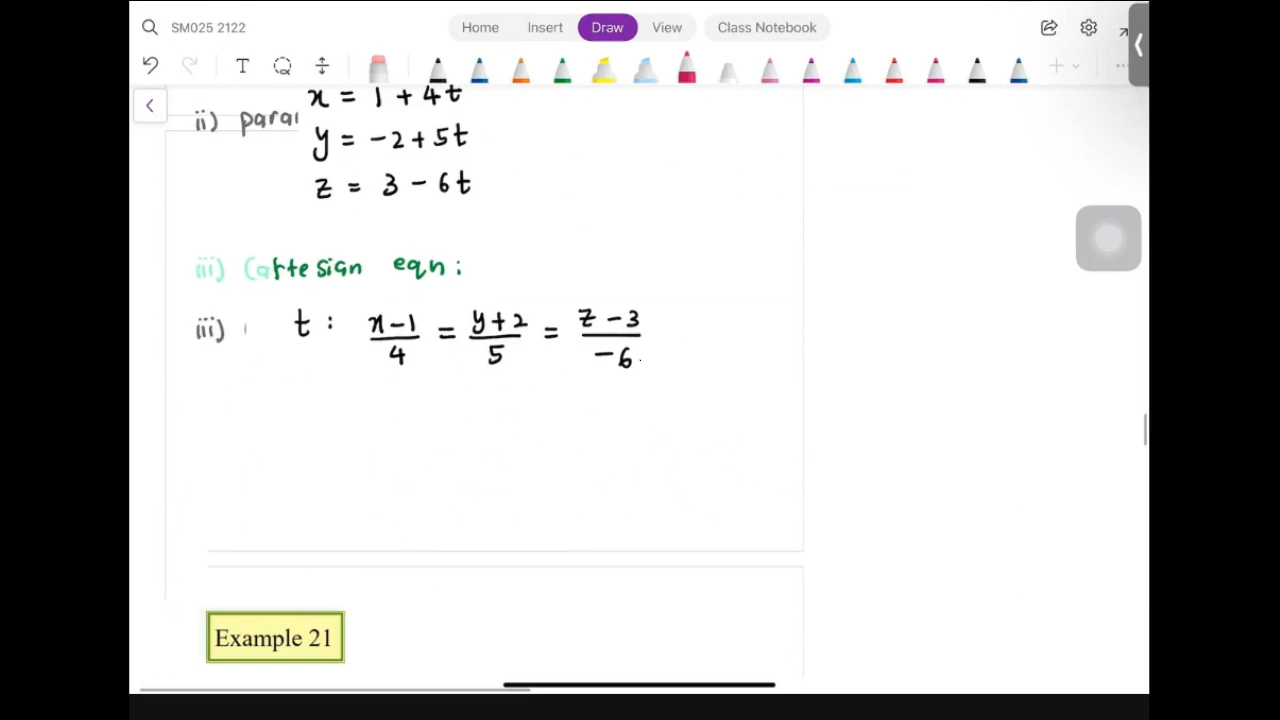 SM025 2122
Home Insert Draw View Class Notebook
T
x = 1 + 4t
ii) para
y = -2 + 5t
z = 3 - 6t
iii) Cartesian eqn :
iii) t : x-1/4 = y+2/5 = z-3/-6
Example 21